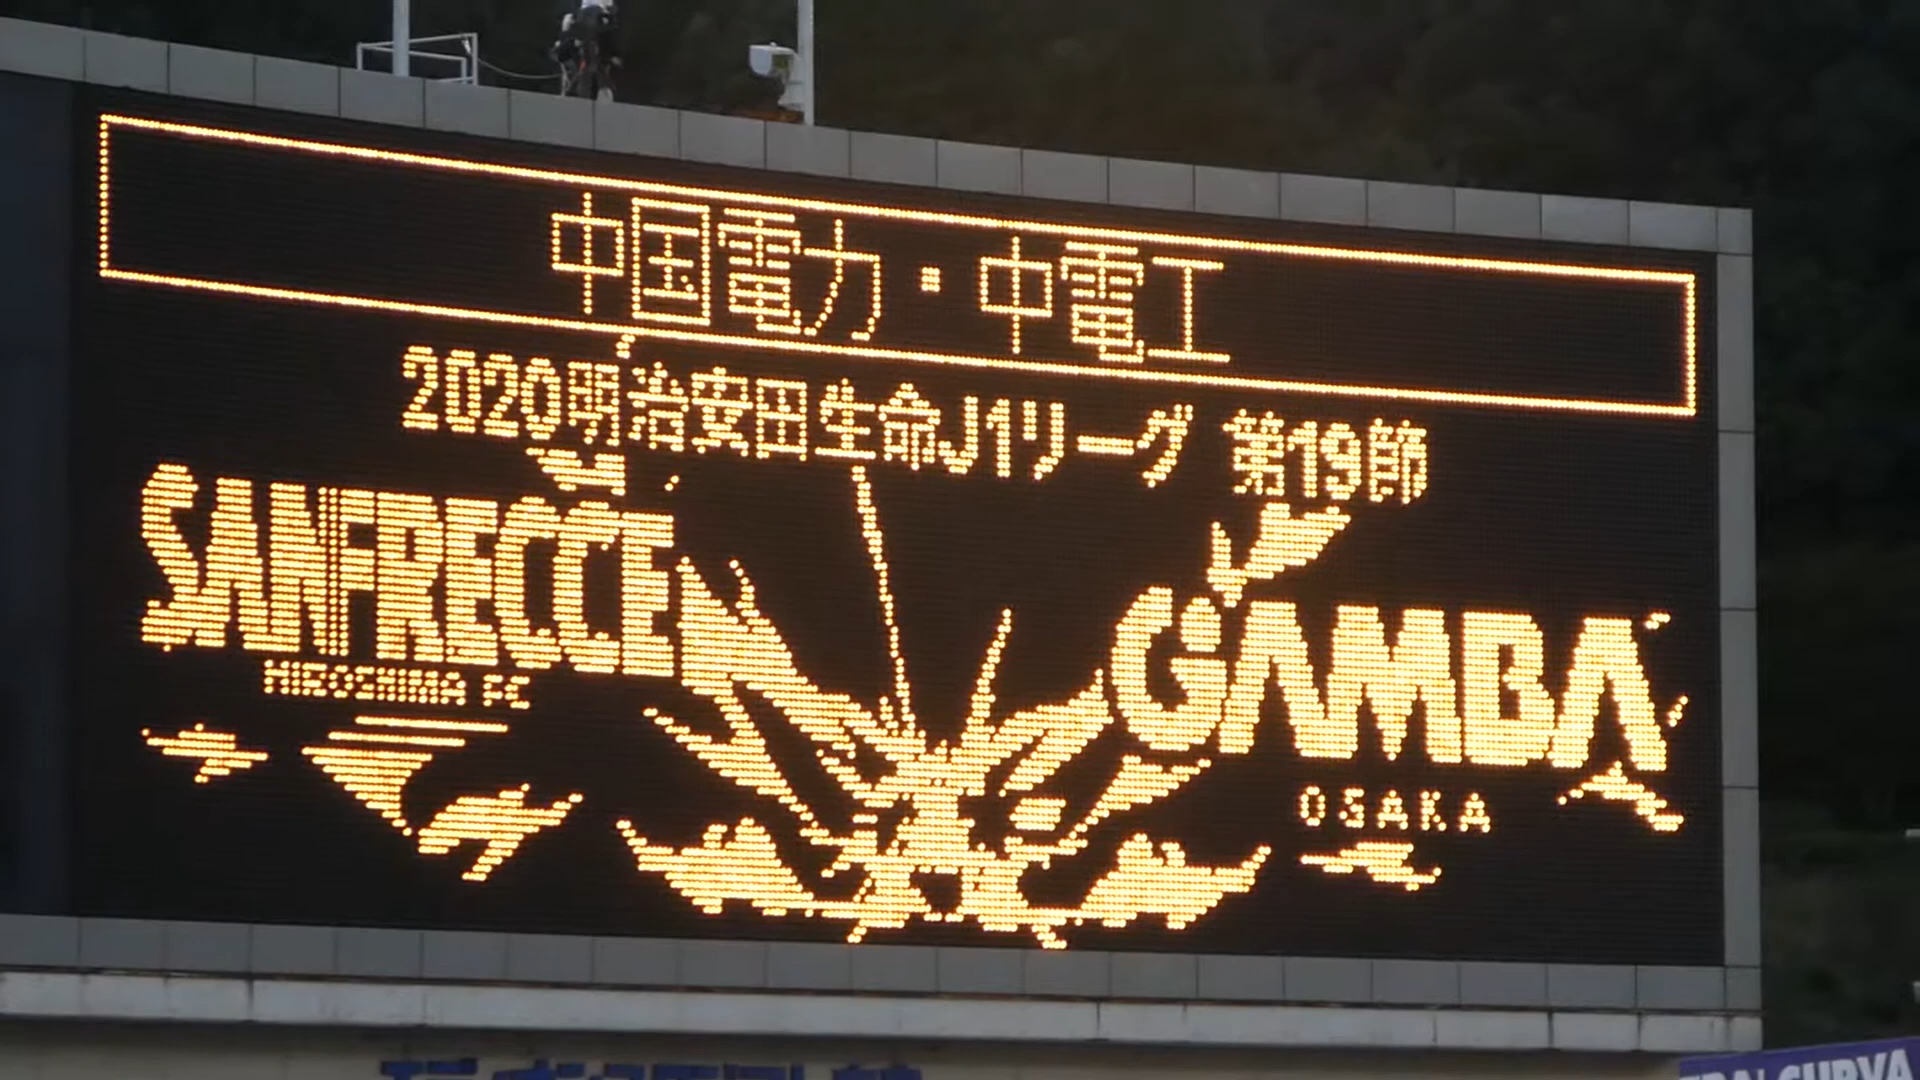 中国電力・中電工
2020明治安田生命J1リーグ 第19節
SANFRECCE
HIROSHIMA FC
GAMBA
OSAKA
CURVA